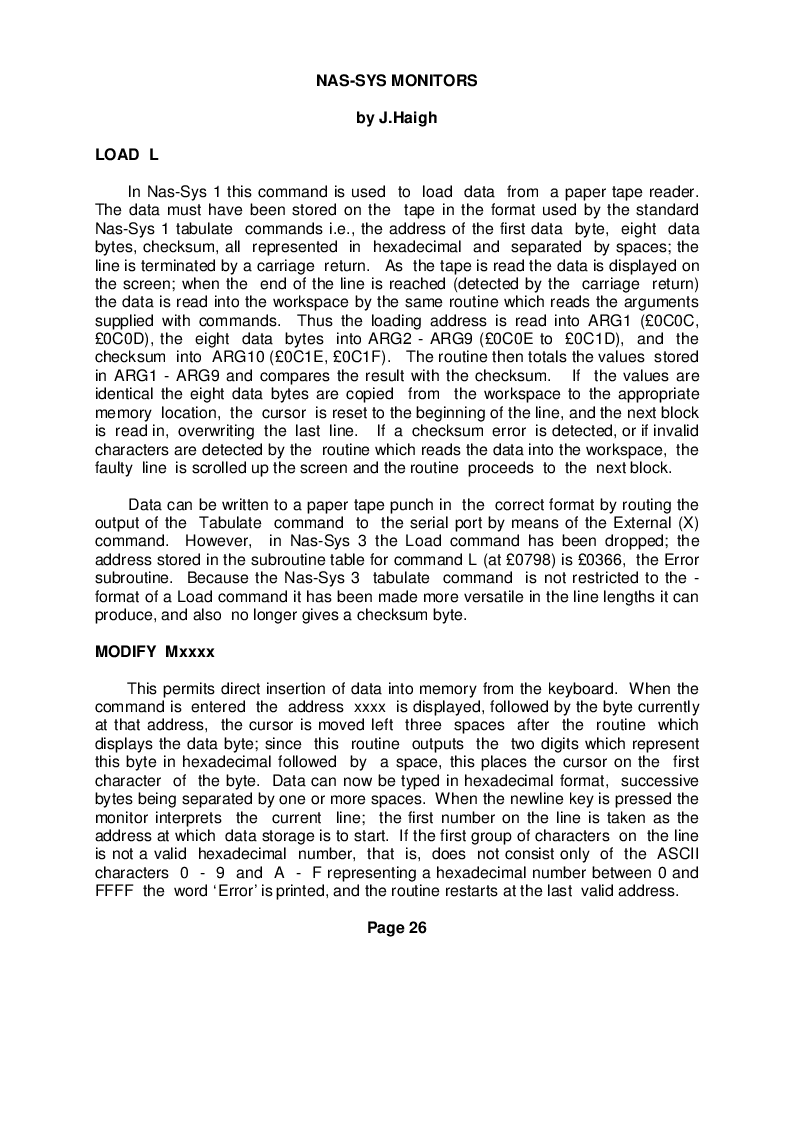 NAS-SYS MONITORS
by J.Haigh
LOAD L
In Nas-Sys 1 this command is used to load data from a paper tape reader.
The data must have been stored on the tape in the format used by the standard
Nas-Sys 1 tabulate commands i.e., the address of the first data byte, eight data
bytes, checksum, all represented in hexadecimal and separated by spaces; the
line is terminated by a carriage return. As the tape is read the data is displayed on
the screen; when the end of the line is reached (detected by the carriage return)
the data is read into the workspace by the same routine which reads the arguments
supplied with commands. Thus the loading address is read into ARG1 (£0C0C,
£0C0D), the eight data bytes into ARG2 - ARG9 (£0C0E to £0C1D), and the
checksum into ARG10 (£0C1E, £0C1F). The routine then totals the values stored
in ARG1 - ARG9 and compares the result with the checksum. If the values are
identical the eight data bytes are copied from the workspace to the appropriate
memory location, the cursor is reset to the beginning of the line, and the next block
is read in, overwriting the last line. If a checksum error is detected, or if invalid
characters are detected by the routine which reads the data into the workspace, the
faulty line is scrolled up the screen and the routine proceeds to the next block.
Data can be written to a paper tape punch in the correct format by routing the
output of the Tabulate command to the serial port by means of the External (X)
command. However, in Nas-Sys 3 the Load command has been dropped; the
address stored in the subroutine table for command L (at £0798) is £0366, the Error
subroutine. Because the Nas-Sys 3 tabulate command is not restricted to the -
format of a Load command it has been made more versatile in the line lengths it can
produce, and also no longer gives a checksum byte.
MODIFY Mxxxx
This permits direct insertion of data into memory from the keyboard. When the
command is entered the address xxxx is displayed, followed by the byte currently
at that address, the cursor is moved left three spaces after the routine which
displays the data byte; since this routine outputs the two digits which represent
this byte in hexadecimal followed by a space, this places the cursor on the first
character of the byte. Data can now be typed in hexadecimal format, successive
bytes being separated by one or more spaces. When the newline key is pressed the
monitor interprets the current line; the first number on the line is taken as the
address at which data storage is to start. If the first group of characters on the line
is not a valid hexadecimal number, that is, does not consist only of the ASCII
characters 0 - 9 and A - F representing a hexadecimal number between 0 and
FFFF the word ‘Error’ is printed, and the routine restarts at the last valid address.
Page 26